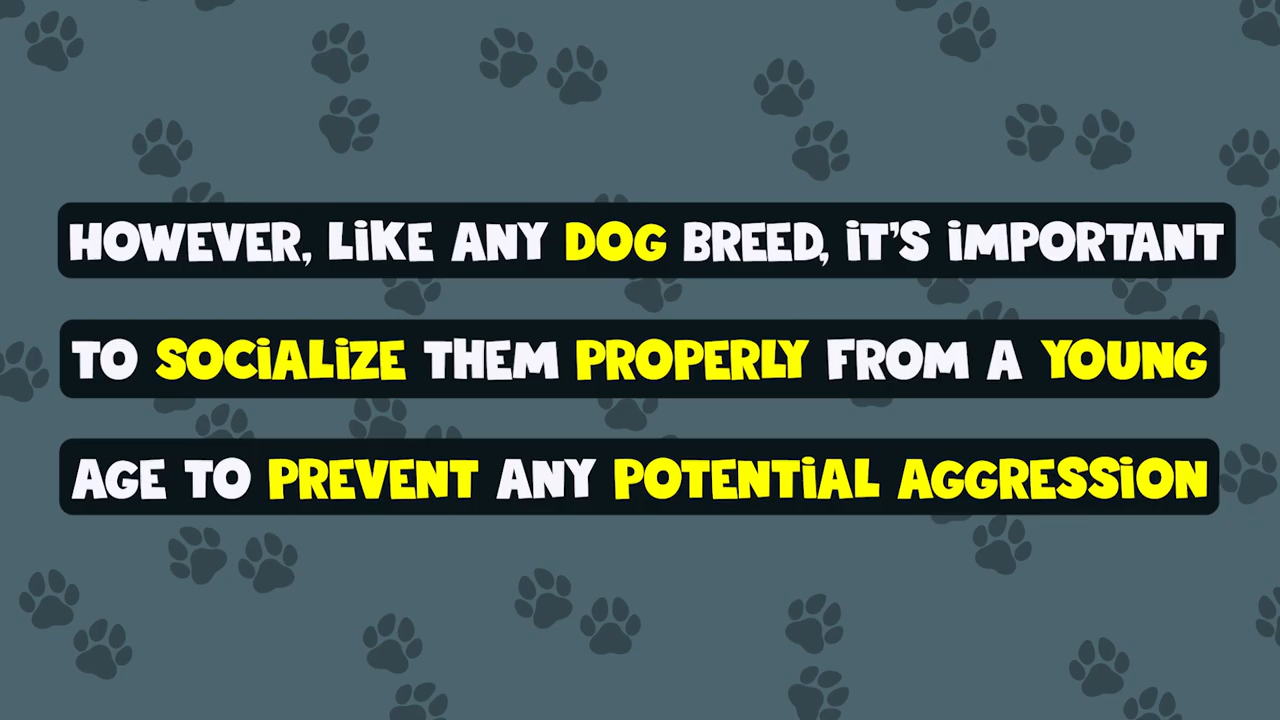 HOWEVER, LiKE ANY DOG BREED, iT'S iMPORTANT
TO SOCiALiZE THEM PROPERLY FROM A YOUNG
AGE TO PREVENT ANY POTENTiAL AGGRESSiON